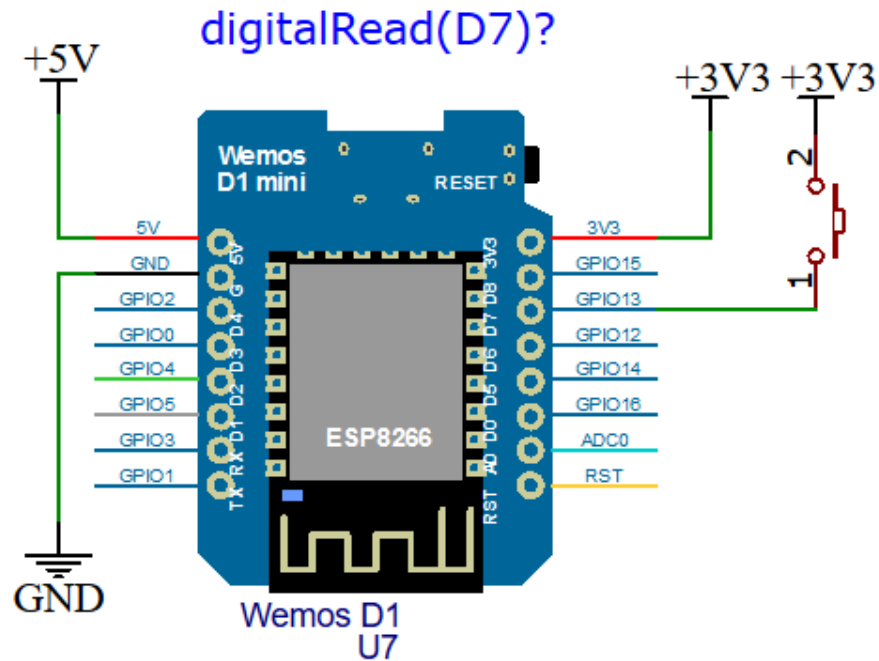 digitalRead(D7)?
+5V
+3V3 +3V3
Wemos
D1 mini
RESET
2
1
5V
GND
GPIO2
GPIO0
GPIO4
GPIO5
GPIO3
GPIO1
5V
G
D4
D3
D2
D1
RX
TX
3V3
D8
D7
D6
D5
D0
A0
RST
3V3
GPIO15
GPIO13
GPIO12
GPIO14
GPIO16
ADC0
RST
ESP8266
GND
Wemos D1
U7